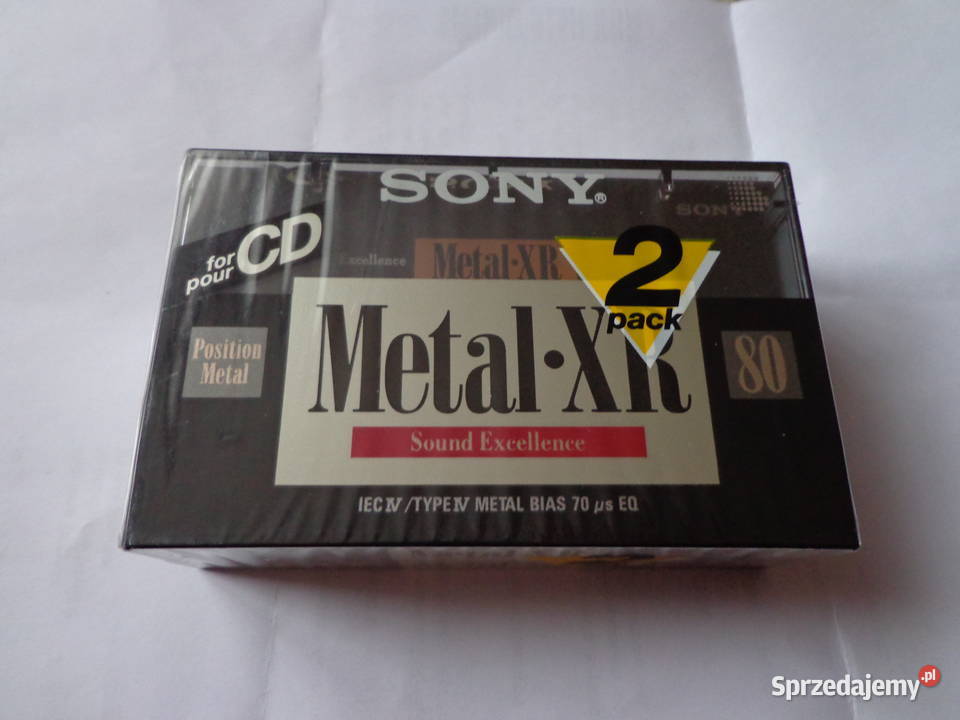 SONY®
SONY
for
pour
CD
Excellence
Metal·XR
2
pack
Position
Metal
Metal·XR
80
Sound Excellence
IEC IV / TYPE IV METAL BIAS 70 µs EQ
Sprzedajemy.pl